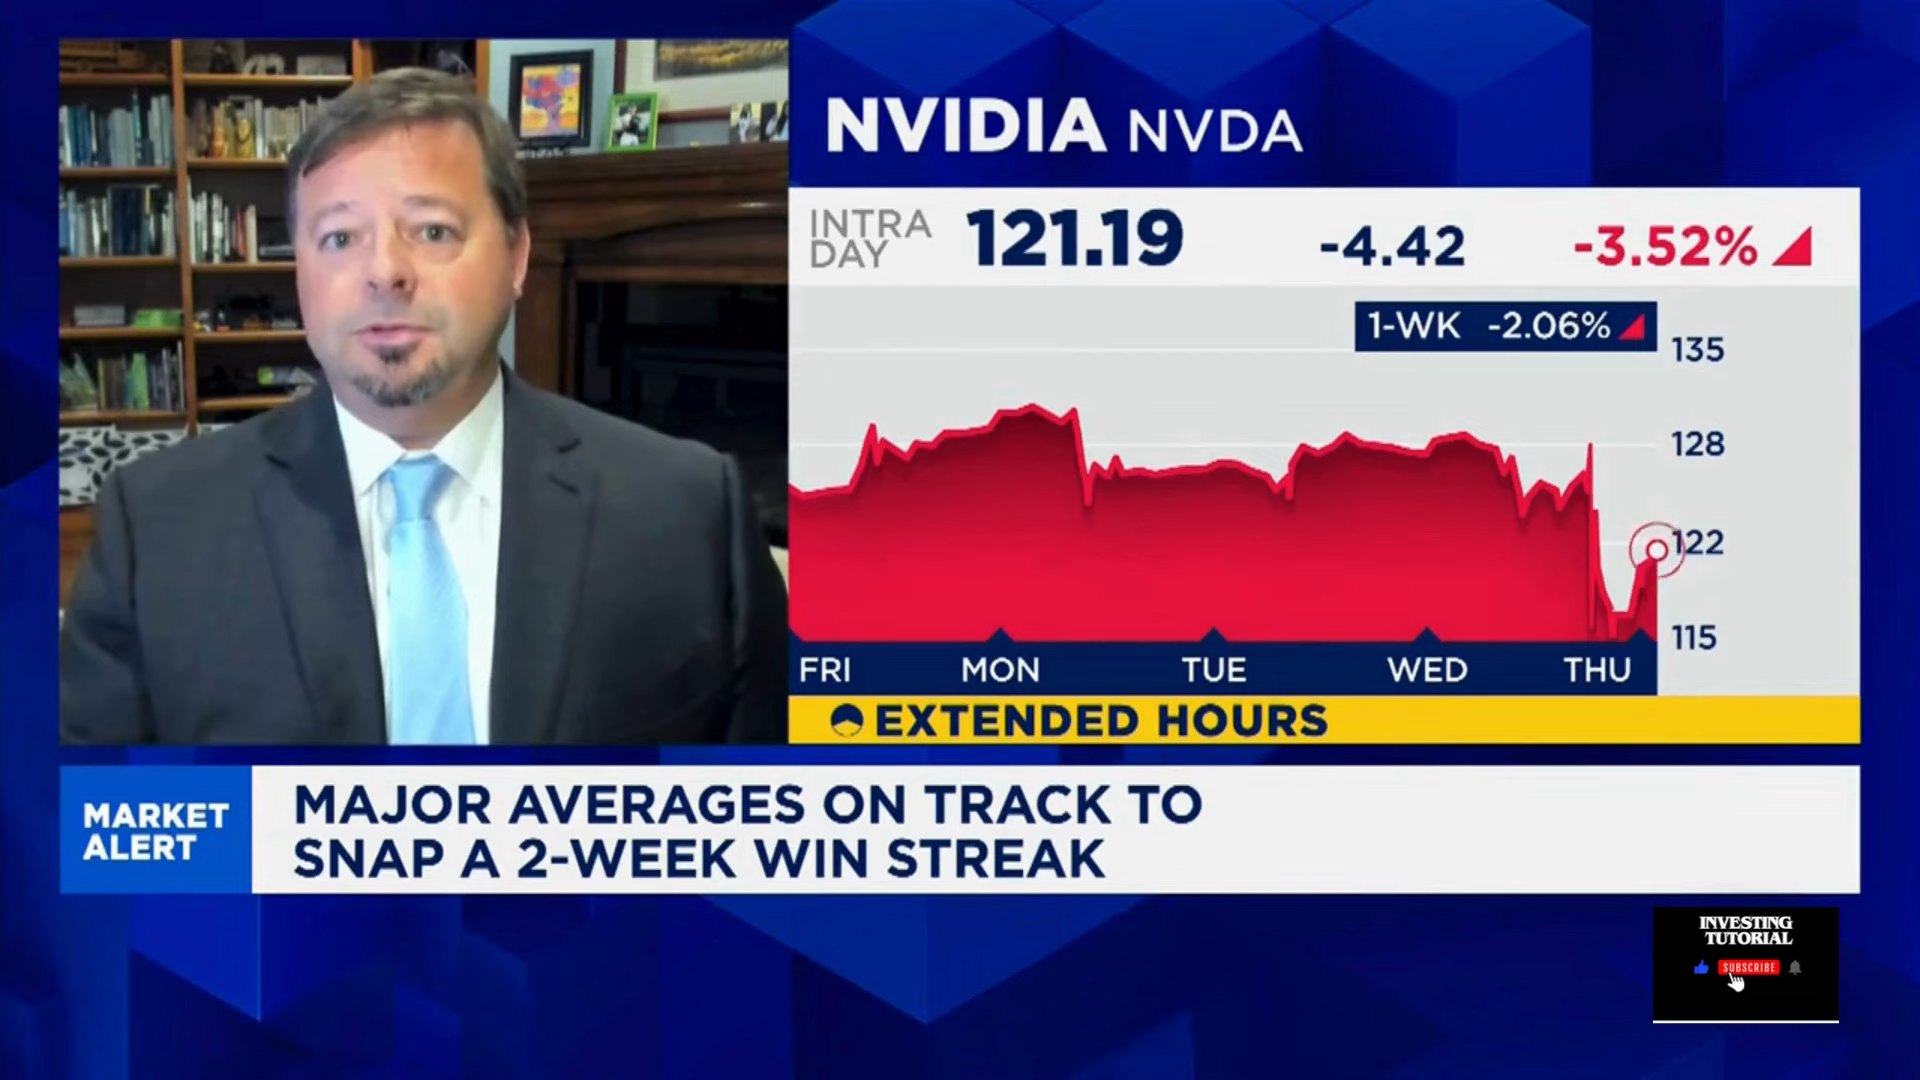 NVIDIA NVDA
INTRA
DAY
121.19 -4.42 -3.52%
1-WK -2.06%
135
128
122
115
FRI MON TUE WED THU
EXTENDED HOURS
MARKET
ALERT
MAJOR AVERAGES ON TRACK TO
SNAP A 2-WEEK WIN STREAK
INVESTING
TUTORIAL
SUBSCRIBE